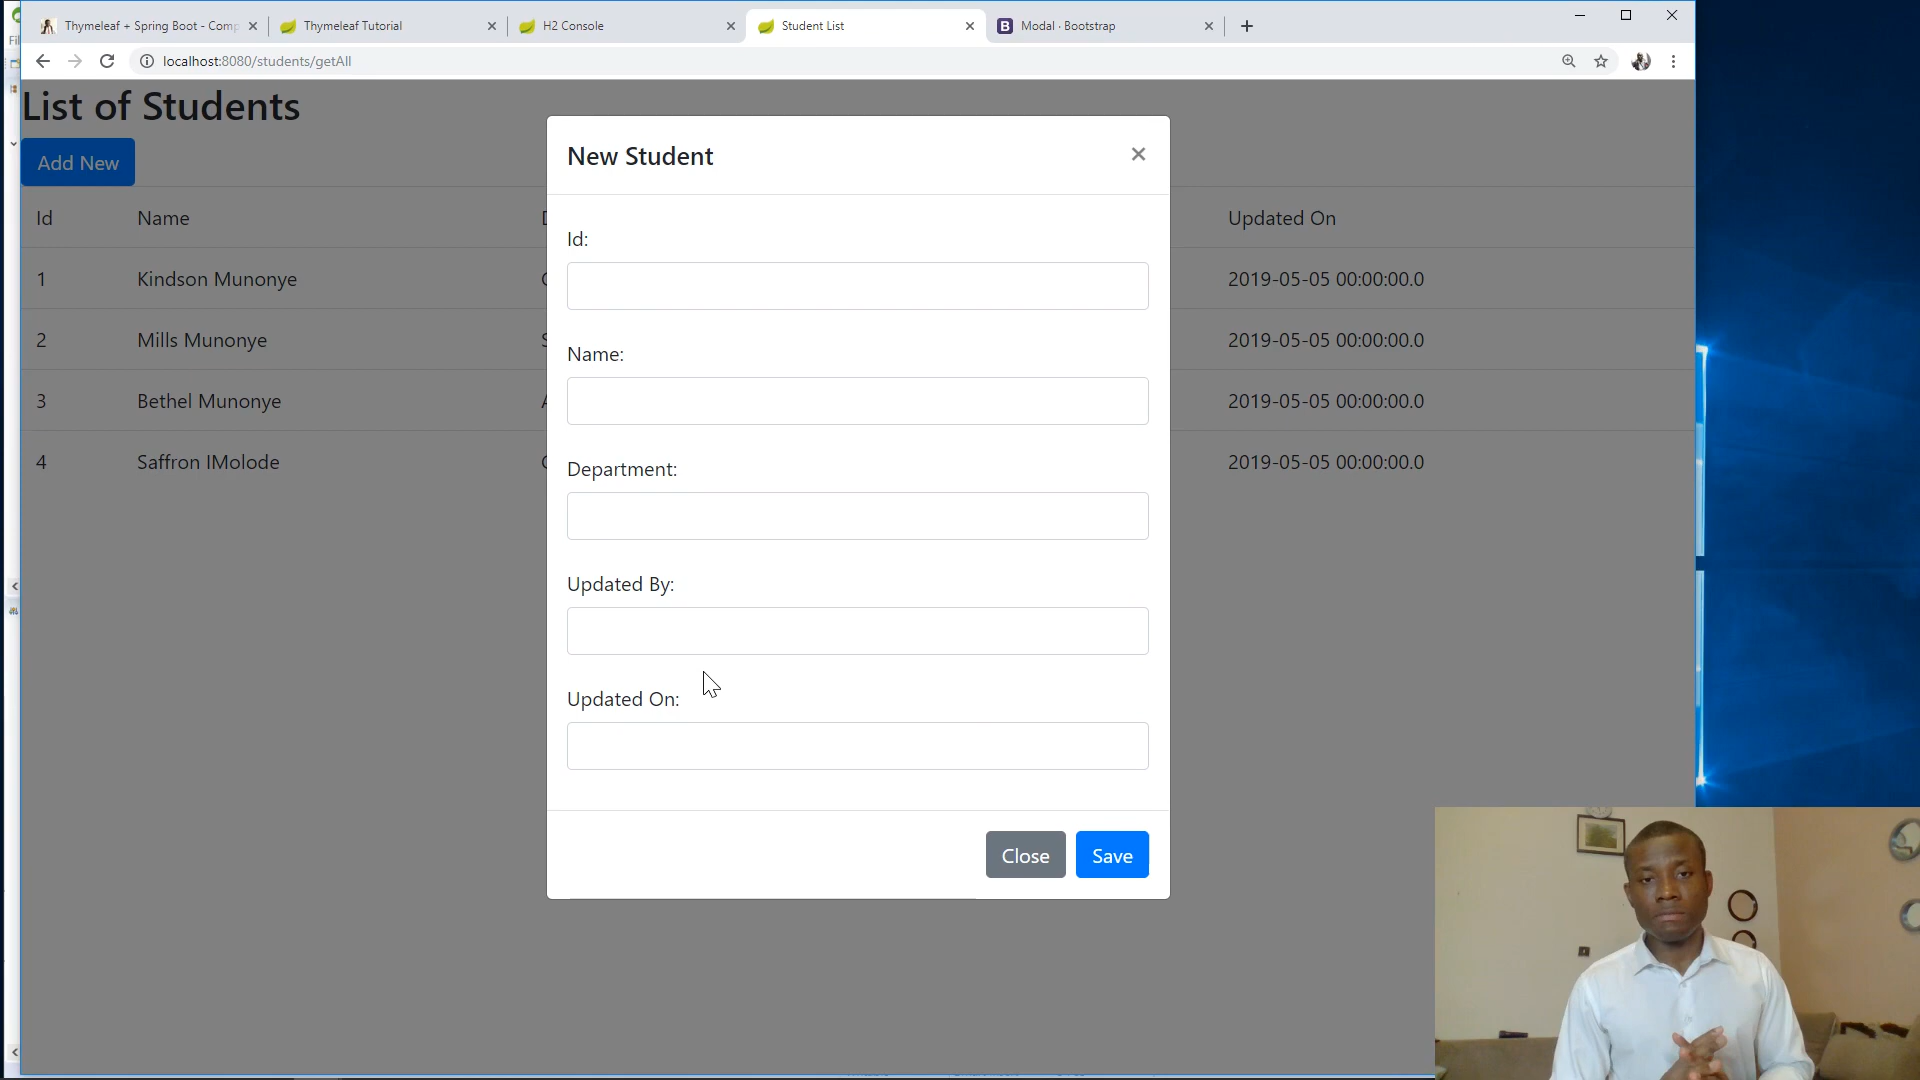 Thymeleaf + Spring Boot - Comp
Thymeleaf Tutorial
H2 Console
Student List
B Modal · Bootstrap
localhost:8080/students/getAll
List of Students
Add New
New Student
Id Name Updated On
Id:
1 Kindson Munonye 2019-05-05 00:00:00.0
Name:
2 Mills Munonye 2019-05-05 00:00:00.0
3 Bethel Munonye 2019-05-05 00:00:00.0
Department:
4 Saffron IMolode 2019-05-05 00:00:00.0
Updated By:
Updated On:
Close Save